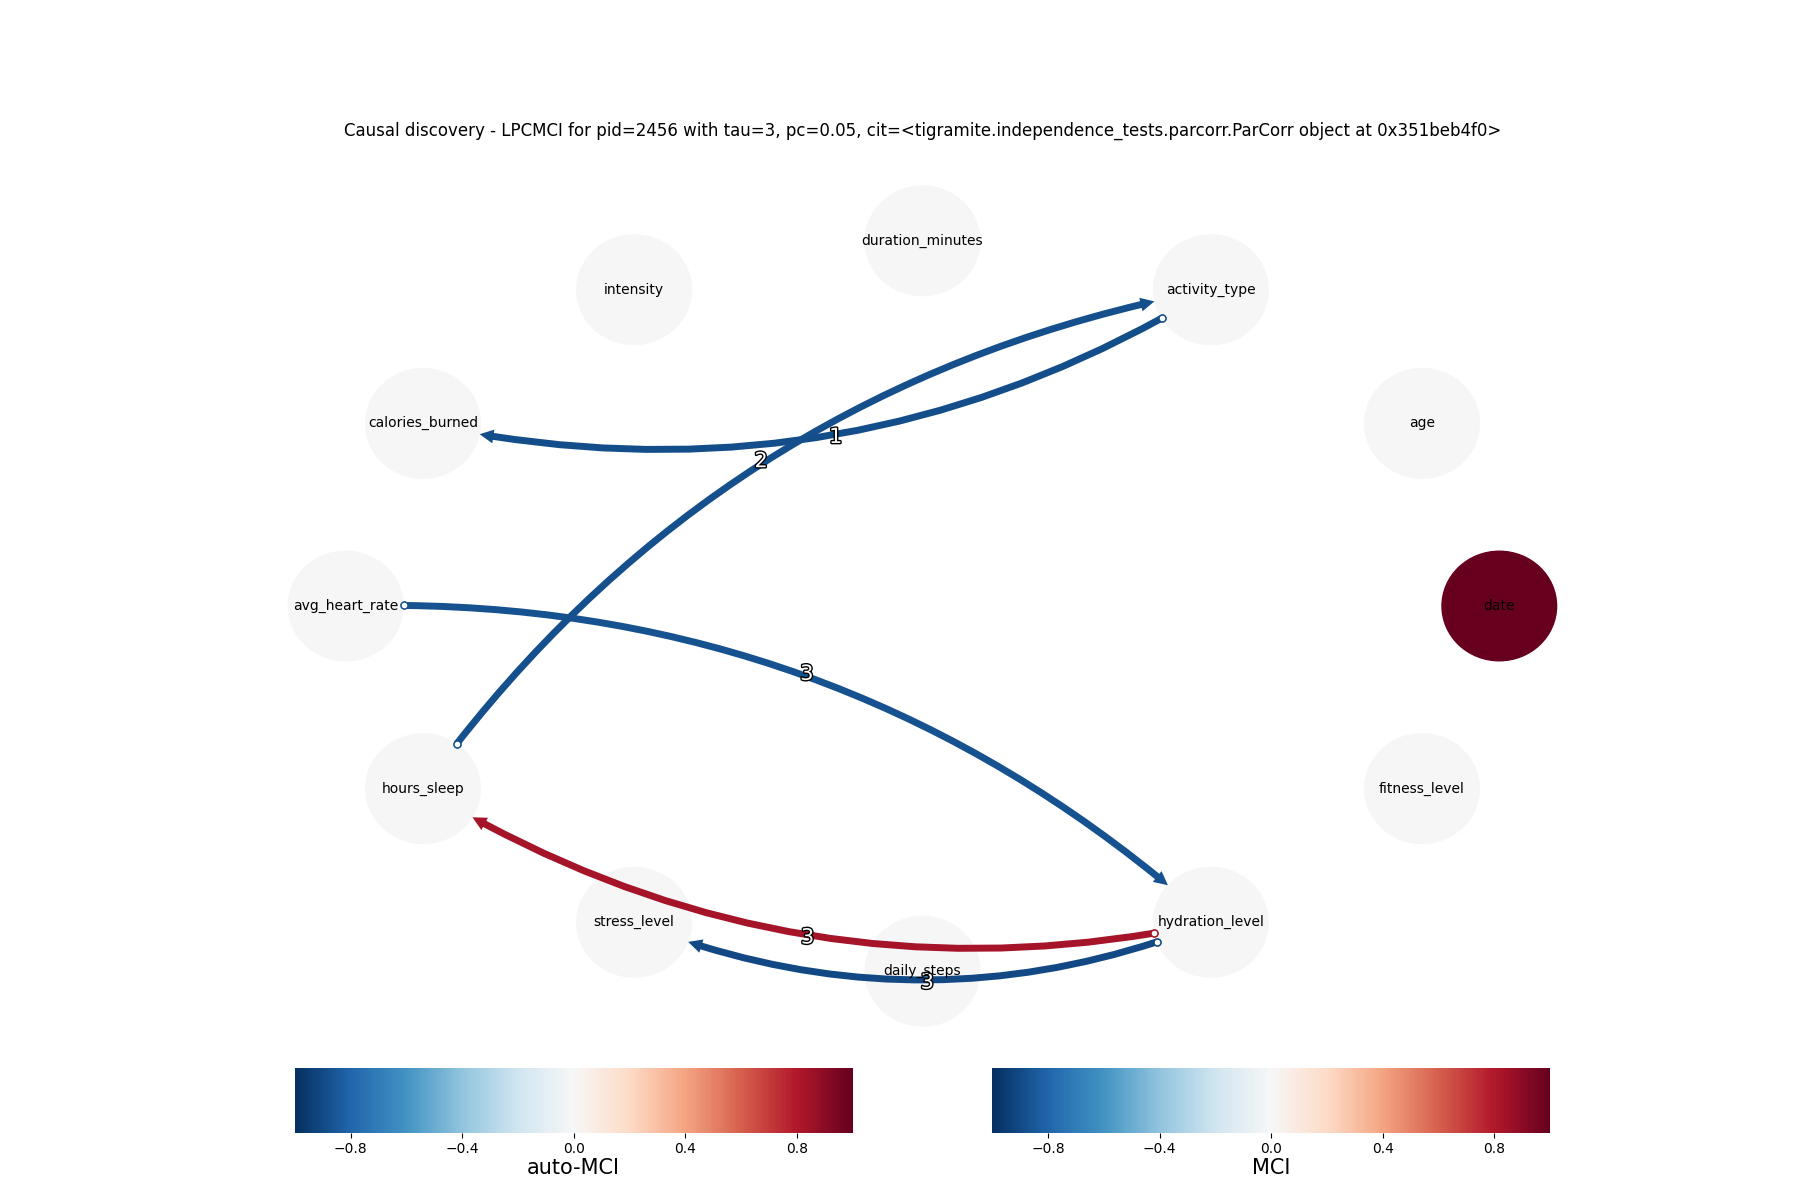 Causal discovery - LPCMCI for pid=2456 with tau=3, pc=0.05, cit=<tigramite.independence_tests.parcorr.ParCorr object at 0x351beb4f0>
duration_minutes
intensity
activity_type
calories_burned
age
1
2
avg_heart_rate
date
3
hours_sleep
fitness_level
stress_level
hydration_level
3
daily_steps
3
−0.8 −0.4 0.0 0.4 0.8
auto-MCI
−0.8 −0.4 0.0 0.4 0.8
MCI